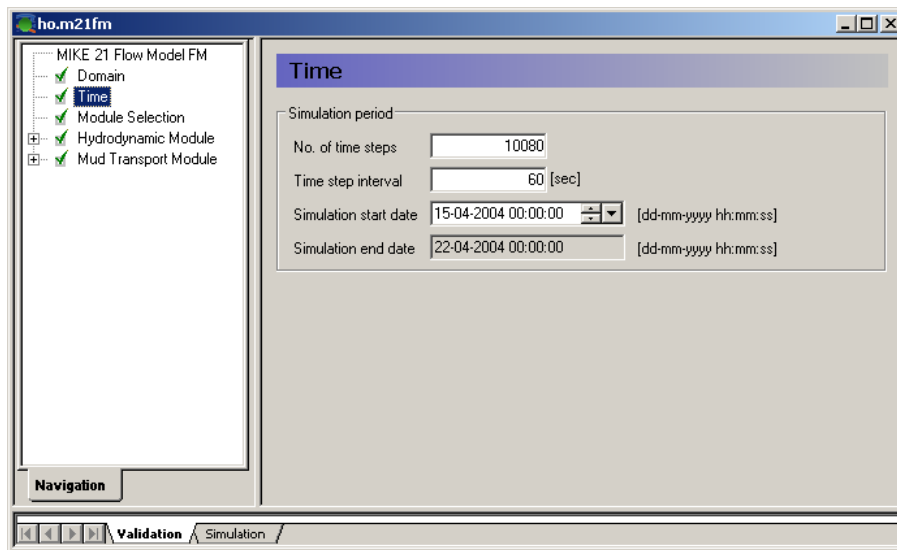 ho.m21fm
MIKE 21 Flow Model FM
Domain
Time
Module Selection
Hydrodynamic Module
Mud Transport Module
Navigation
Time
Simulation period
No. of time steps 10080
Time step interval 60 [sec]
Simulation start date 15-04-2004 00:00:00 [dd-mm-yyyy hh:mm:ss]
Simulation end date 22-04-2004 00:00:00 [dd-mm-yyyy hh:mm:ss]
Validation Simulation